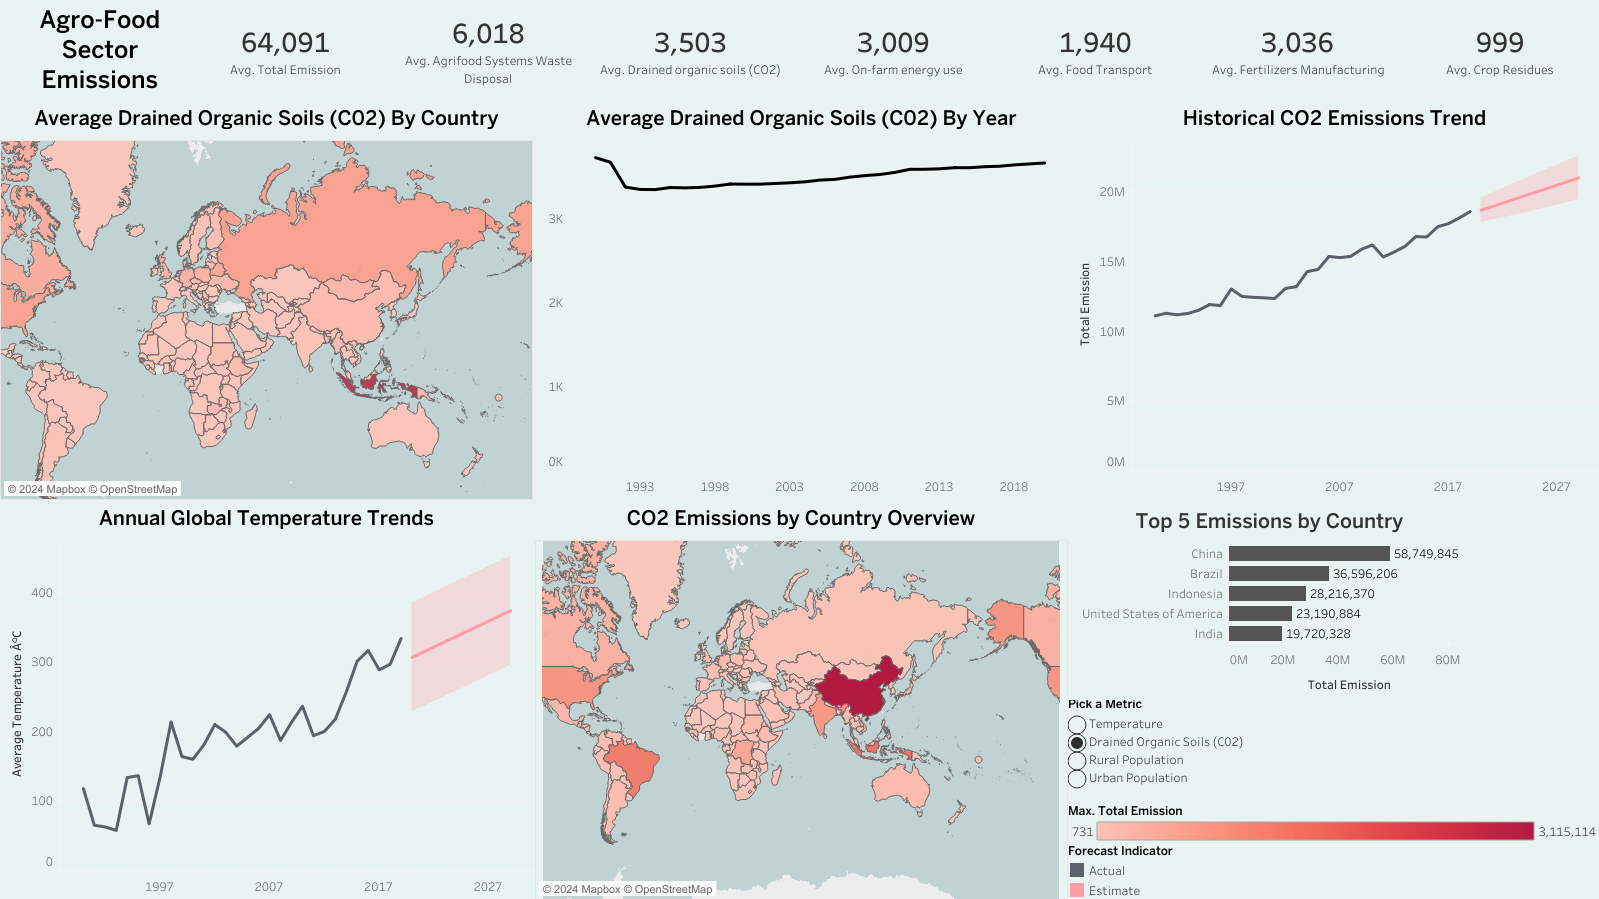 Agro-Food
Sector
Emissions
64,091
Avg. Total Emission
6,018
Avg. Agrifood Systems Waste
Disposal
3,503
Avg. Drained organic soils (CO2)
3,009
Avg. On-farm energy use
1,940
Avg. Food Transport
3,036
Avg. Fertilizers Manufacturing
999
Avg. Crop Residues
Average Drained Organic Soils (C02) By Country
© 2024 Mapbox © OpenStreetMap
Average Drained Organic Soils (C02) By Year
3K
2K
1K
0K
1993 1998 2003 2008 2013 2018
Historical CO2 Emissions Trend
Total Emission
20M
15M
10M
5M
0M
1997 2007 2017 2027
Annual Global Temperature Trends
Average Temperature ÂºC
400
300
200
100
0
1997 2007 2017 2027
CO2 Emissions by Country Overview
© 2024 Mapbox © OpenStreetMap
Top 5 Emissions by Country
China 58,749,845
Brazil 36,596,206
Indonesia 28,216,370
United States of America 23,190,884
India 19,720,328
0M 20M 40M 60M 80M
Total Emission
Pick a Metric
Temperature
Drained Organic Soils (C02)
Rural Population
Urban Population
Max. Total Emission
731 3,115,114
Forecast Indicator
Actual
Estimate